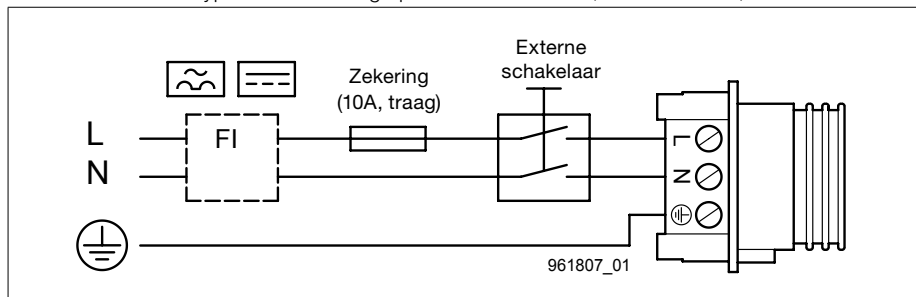 Externe
schakelaar
Zekering
(10A, traag)
L
FI
L
N
N
961807_01